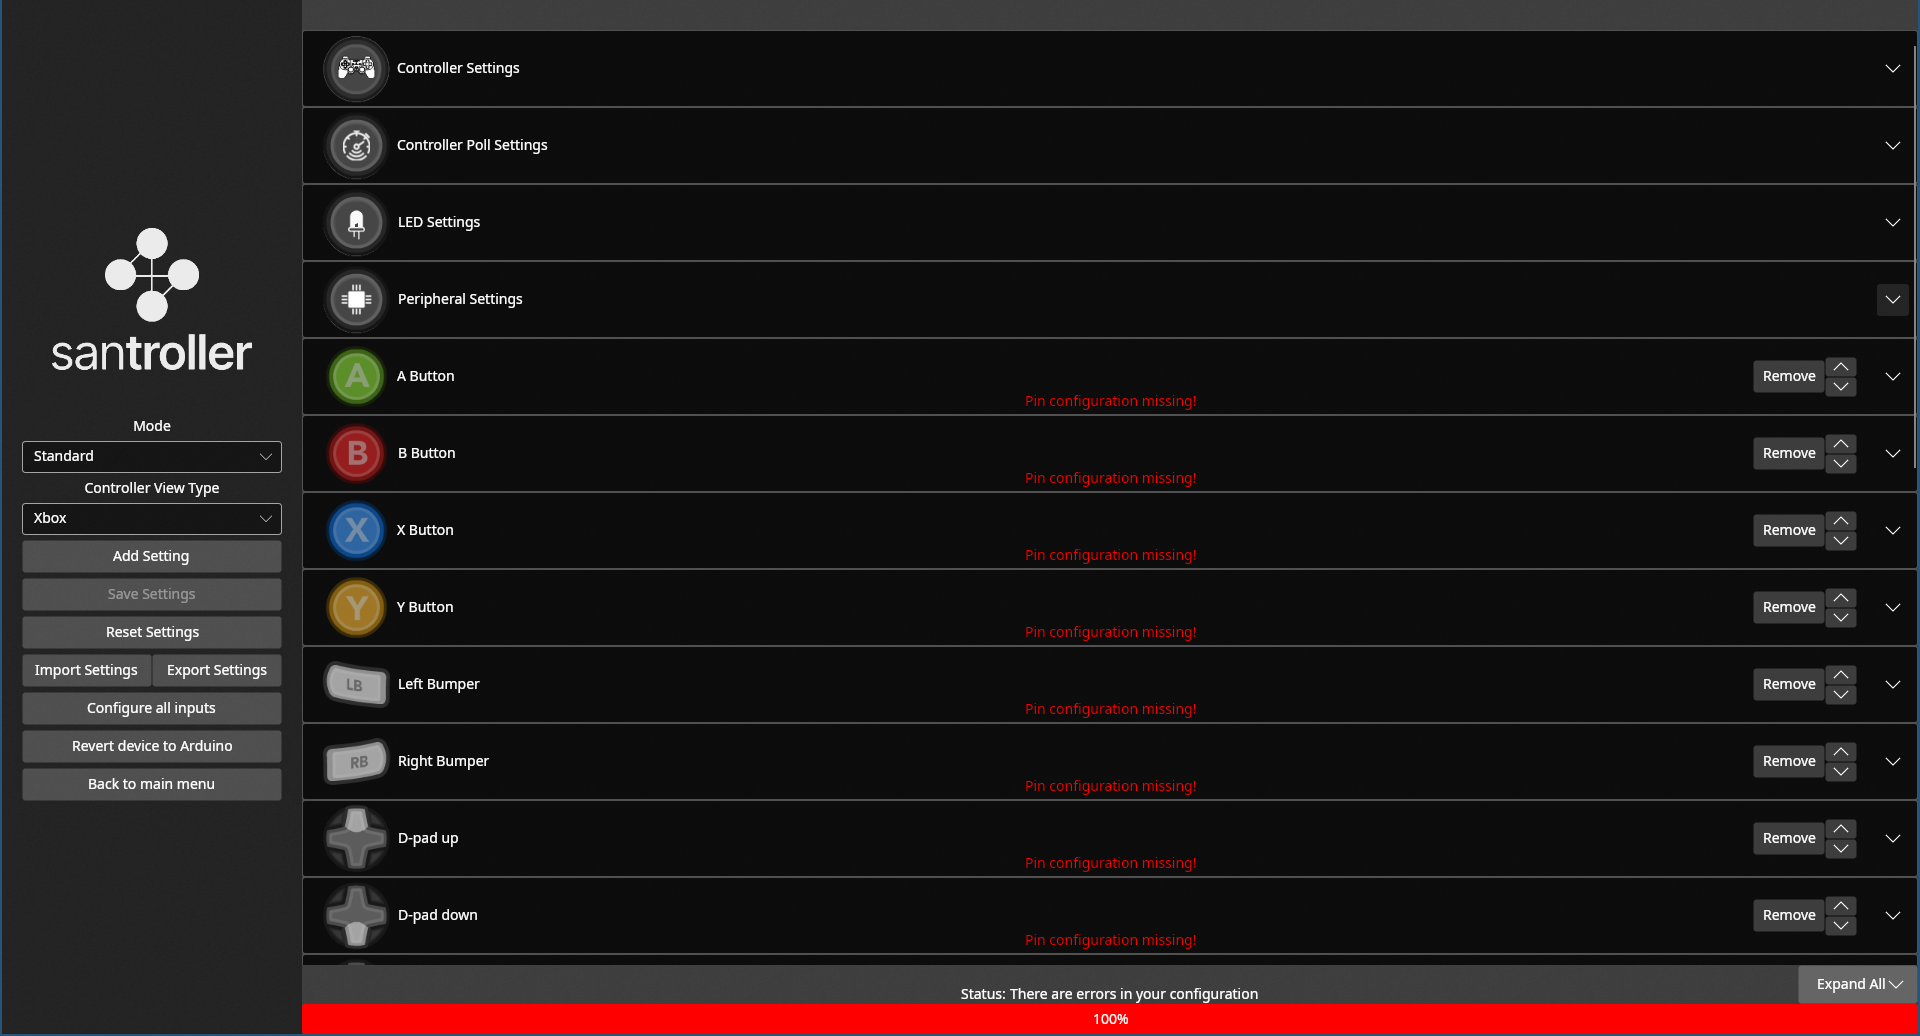 santroller
Mode
Standard
Controller View Type
Xbox
Add Setting
Save Settings
Reset Settings
Import Settings Export Settings
Configure all inputs
Revert device to Arduino
Back to main menu
Controller Settings
Controller Poll Settings
LED Settings
Peripheral Settings
A A Button Remove
Pin configuration missing!
B B Button Remove
Pin configuration missing!
X X Button Remove
Pin configuration missing!
Y Y Button Remove
Pin configuration missing!
LB Left Bumper Remove
Pin configuration missing!
RB Right Bumper Remove
Pin configuration missing!
D-pad up Remove
Pin configuration missing!
D-pad down Remove
Pin configuration missing!
Expand All
Status: There are errors in your configuration
100%